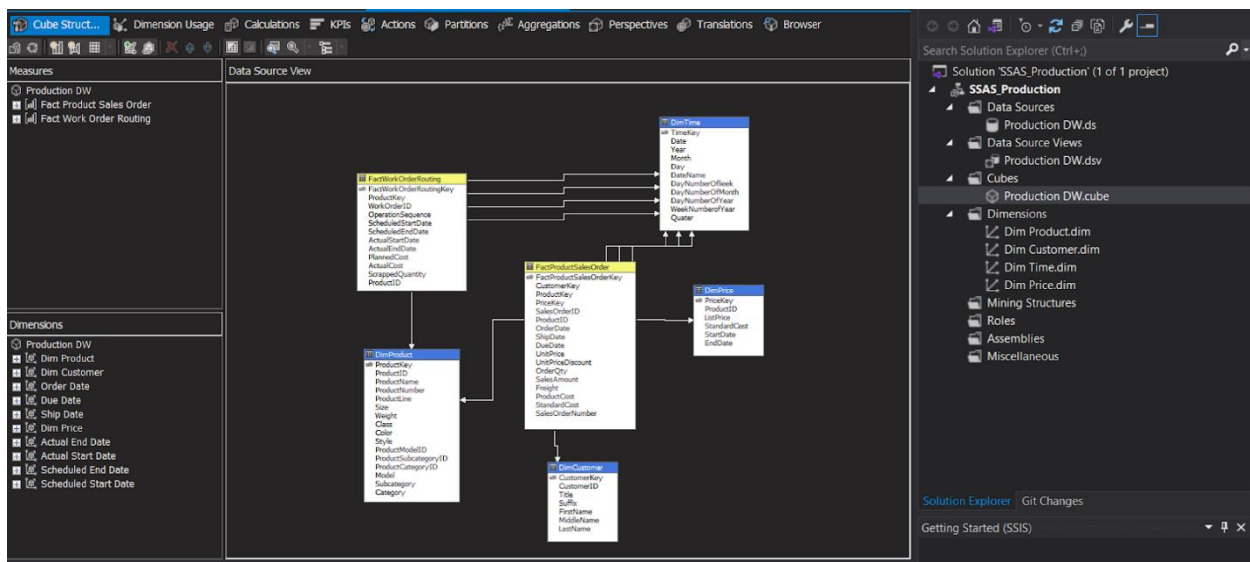 Cube Struct...
Dimension Usage
Calculations
KPIs
Actions
Partitions
Aggregations
Perspectives
Translations
Browser
Measures
Production DW
Fact Product Sales Order
Fact Work Order Routing
Dimensions
Production DW
Dim Product
Dim Customer
Order Date
Due Date
Ship Date
Dim Price
Actual End Date
Actual Start Date
Scheduled End Date
Scheduled Start Date
Data Source View
DimTime
TimeKey
Date
Year
Month
Day
DateName
DayNumberOfWeek
DayNumberOfMonth
DayNumberOfYear
WeekNumberofYear
Quater
FactWorkOrderRouting
FactWorkOrderRoutingKey
ProductKey
WorkOrderID
OperationSequence
ScheduledStartDate
ScheduledEndDate
ActualStartDate
ActualEndDate
PlannedCost
ActualCost
ScrappedQuantity
ProductID
FactProductSalesOrder
FactProductSalesOrderKey
CustomerKey
ProductKey
PriceKey
SalesOrderID
ProductID
OrderDate
ShipDate
DueDate
UnitPrice
UnitPriceDiscount
OrderQty
SalesAmount
Freight
ProductCost
StandardCost
SalesOrderNumber
DimPrice
PriceKey
ProductID
ListPrice
StandardCost
StartDate
EndDate
DimProduct
ProductKey
ProductID
ProductName
ProductNumber
ProductLine
Size
Weight
Class
Color
Style
ProductModelID
ProductSubcategoryID
ProductCategoryID
Model
Subcategory
Category
DimCustomer
CustomerKey
CustomerID
Title
Suffix
FirstName
MiddleName
LastName
Search Solution Explorer (Ctrl+;)
Solution 'SSAS_Production' (1 of 1 project)
SSAS_Production
Data Sources
Production DW.ds
Data Source Views
Production DW.dsv
Cubes
Production DW.cube
Dimensions
Dim Product.dim
Dim Customer.dim
Dim Time.dim
Dim Price.dim
Mining Structures
Roles
Assemblies
Miscellaneous
Solution Explorer
Git Changes
Getting Started (SSIS)